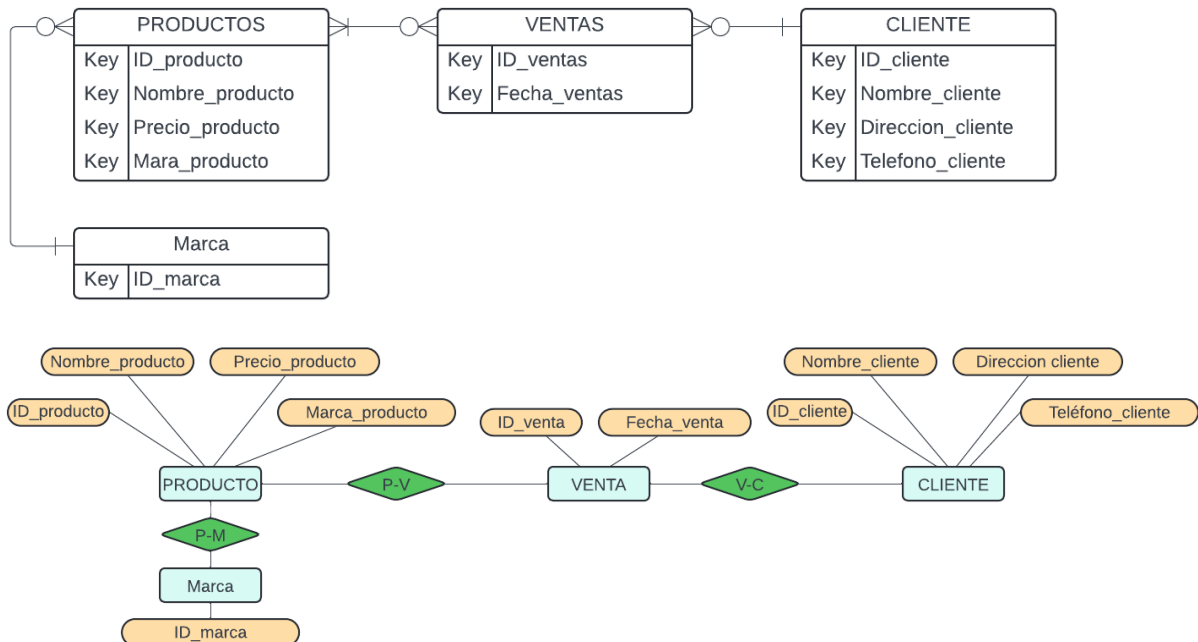 PRODUCTOS
Key ID_producto
Key Nombre_producto
Key Precio_producto
Key Mara_producto
VENTAS
Key ID_ventas
Key Fecha_ventas
CLIENTE
Key ID_cliente
Key Nombre_cliente
Key Direccion_cliente
Key Telefono_cliente
Marca
Key ID_marca
Nombre_producto
Precio_producto
ID_producto
Marca_producto
ID_venta
Fecha_venta
Nombre_cliente
Direccion cliente
ID_cliente
Teléfono_cliente
PRODUCTO
P-V
VENTA
V-C
CLIENTE
P-M
Marca
ID_marca